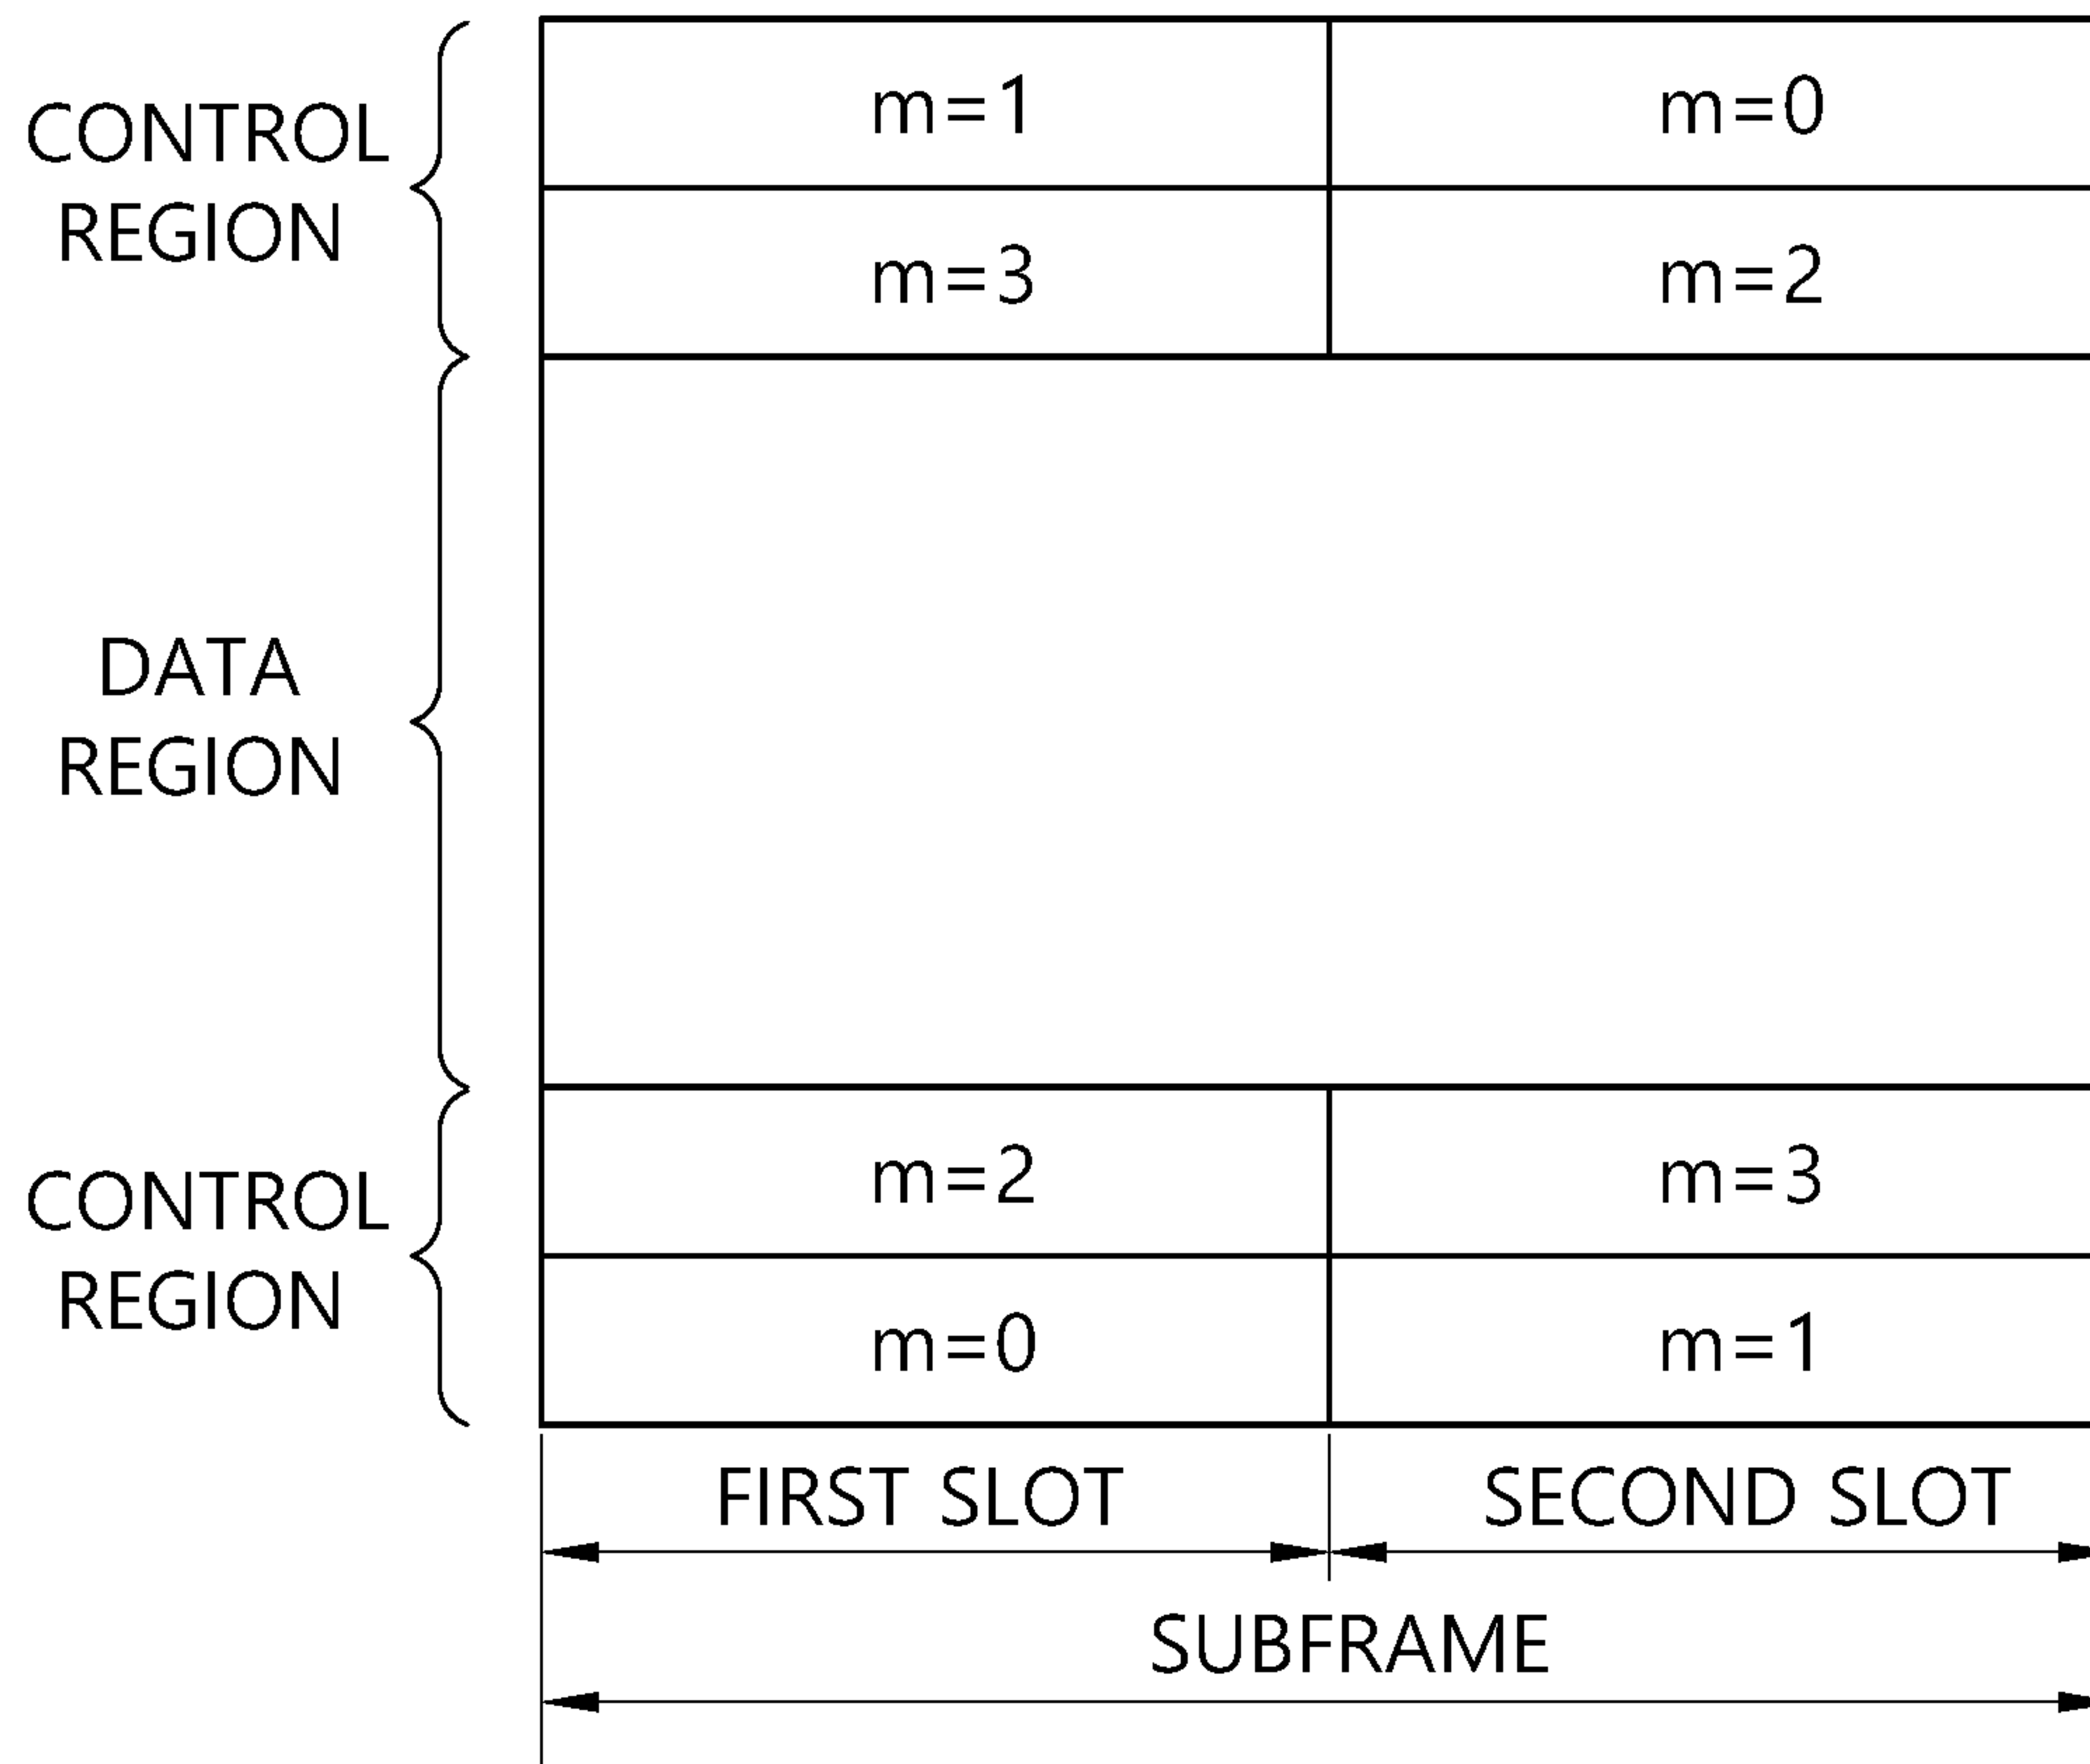 CONTROL
REGION
m=1
m=0
m=3
m=2
DATA
REGION
CONTROL
REGION
m=2
m=3
m=0
m=1
FIRST SLOT
SECOND SLOT
SUBFRAME